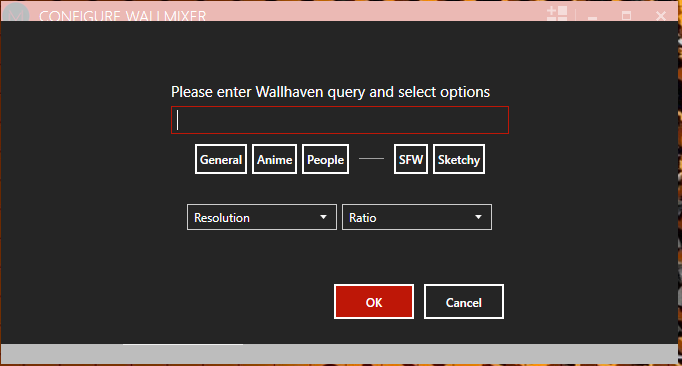 CONFIGURE WALLMIXER
Please enter Wallhaven query and select options
General Anime People SFW Sketchy
Resolution Ratio
OK Cancel